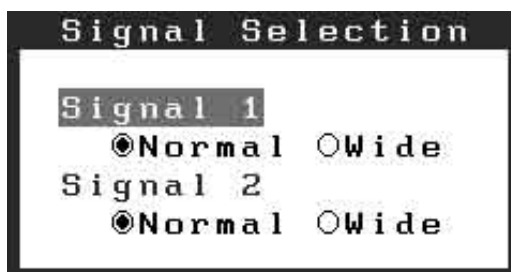 Signal Selection
Signal 1
◉Normal ○Wide
Signal 2
◉Normal ○Wide